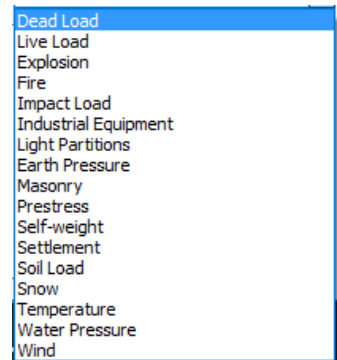 Dead Load
Live Load
Explosion
Fire
Impact Load
Industrial Equipment
Light Partitions
Earth Pressure
Masonry
Prestress
Self-weight
Settlement
Soil Load
Snow
Temperature
Water Pressure
Wind